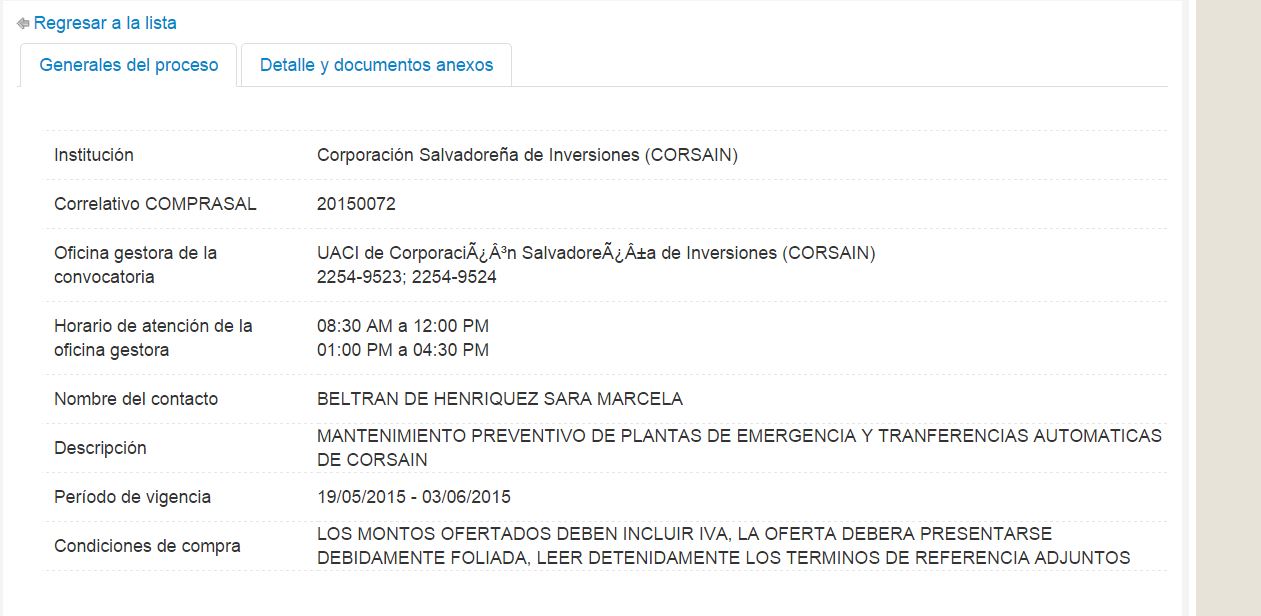 Regresar a la lista
Generales del proceso
Detalle y documentos anexos
Institución
Corporación Salvadoreña de Inversiones (CORSAIN)
Correlativo COMPRASAL
20150072
Oficina gestora de la
convocatoria
UACI de CorporaciÃ¿Â³n SalvadoreÃ¿Â±a de Inversiones (CORSAIN)
2254-9523; 2254-9524
Horario de atención de la
oficina gestora
08:30 AM a 12:00 PM
01:00 PM a 04:30 PM
Nombre del contacto
BELTRAN DE HENRIQUEZ SARA MARCELA
Descripción
MANTENIMIENTO PREVENTIVO DE PLANTAS DE EMERGENCIA Y TRANFERENCIAS AUTOMATICAS
DE CORSAIN
Período de vigencia
19/05/2015 - 03/06/2015
Condiciones de compra
LOS MONTOS OFERTADOS DEBEN INCLUIR IVA, LA OFERTA DEBERA PRESENTARSE
DEBIDAMENTE FOLIADA, LEER DETENIDAMENTE LOS TERMINOS DE REFERENCIA ADJUNTOS